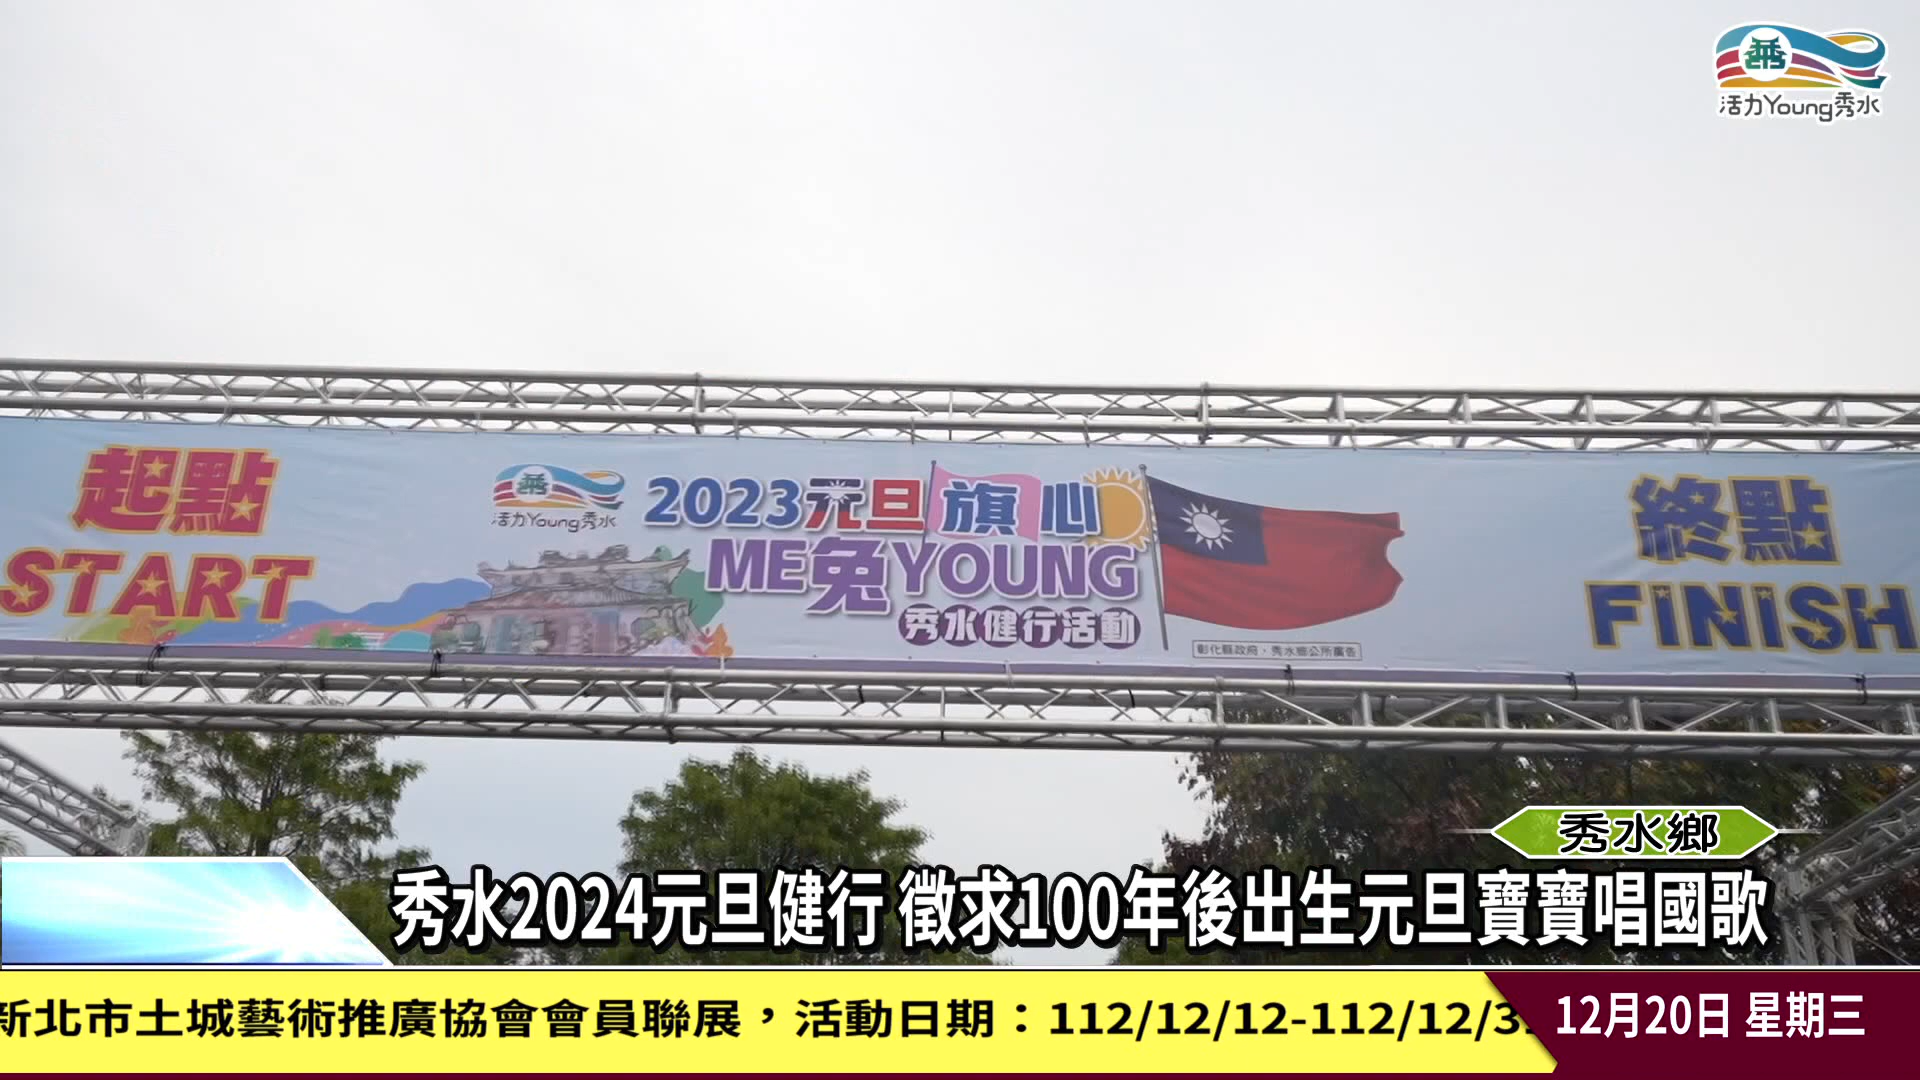 秀
活力Young秀水
起點
START
秀
活力Young秀水
2023元旦旗心
ME兔YOUNG
秀水健行活動
彰化縣政府、秀水鄉公所廣告
終點
FINISH
秀水鄉
秀水2024元旦健行 徵求100年後出生元旦寶寶唱國歌
新北市土城藝術推廣協會會員聯展，活動日期：112/12/12-112/12/3
12月20日 星期三